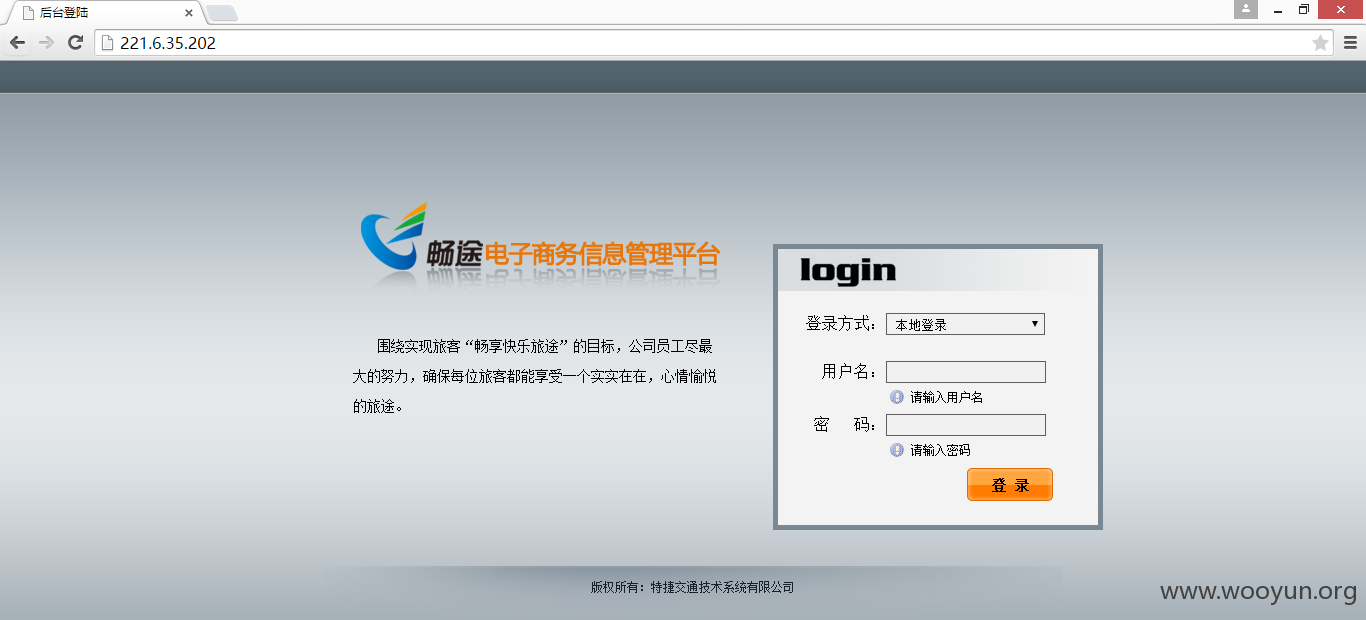 后台登陆
221.6.35.202
畅途电子商务信息管理平台
围绕实现旅客“畅享快乐旅途”的目标，公司员工尽最
大的努力，确保每位旅客都能享受一个实实在在，心情愉悦
的旅途。
login
登录方式：
本地登录
用户名：
请输入用户名
密 码：
请输入密码
登 录
版权所有：特捷交通技术系统有限公司
www.wooyun.org